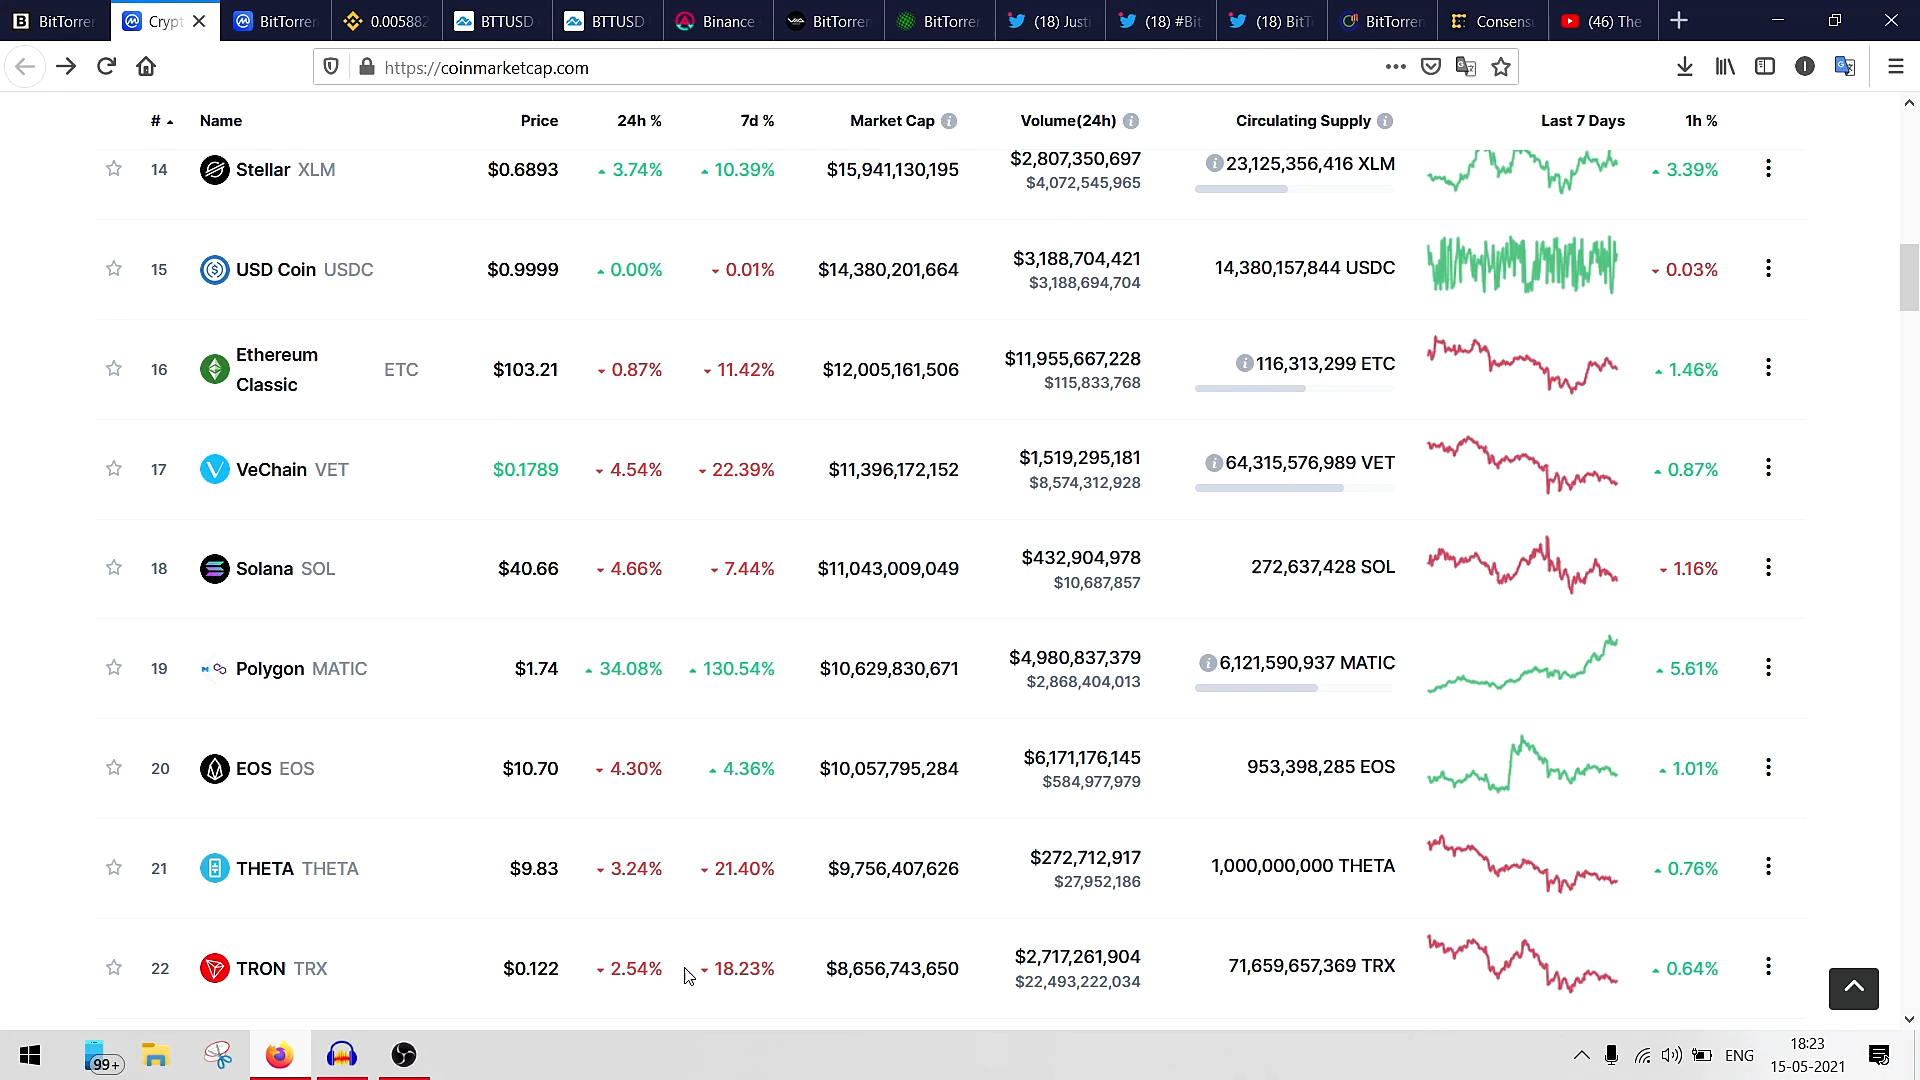 BitTorren
Crypt
BitTorren
0.005882
BTTUSD
BTTUSD
Binance
BitTorren
BitTorren
(18) Justi
(18) #Bit
(18) BitT
BitTorren
Consensu
(46) The
https://coinmarketcap.com
# Name Price 24h % 7d % Market Cap Volume(24h) Circulating Supply Last 7 Days 1h %
14 Stellar XLM $0.6893 3.74% 10.39% $15,941,130,195 $2,807,350,697 23,125,356,416 XLM 3.39%
$4,072,545,965
15 USD Coin USDC $0.9999 0.00% 0.01% $14,380,201,664 $3,188,704,421 14,380,157,844 USDC 0.03%
$3,188,694,704
16 Ethereum Classic ETC $103.21 0.87% 11.42% $12,005,161,506 $11,955,667,228 116,313,299 ETC 1.46%
$115,833,768
17 VeChain VET $0.1789 4.54% 22.39% $11,396,172,152 $1,519,295,181 64,315,576,989 VET 0.87%
$8,574,312,928
18 Solana SOL $40.66 4.66% 7.44% $11,043,009,049 $432,904,978 272,637,428 SOL 1.16%
$10,687,857
19 Polygon MATIC $1.74 34.08% 130.54% $10,629,830,671 $4,980,837,379 6,121,590,937 MATIC 5.61%
$2,868,404,013
20 EOS EOS $10.70 4.30% 4.36% $10,057,795,284 $6,171,176,145 953,398,285 EOS 1.01%
$584,977,979
21 THETA THETA $9.83 3.24% 21.40% $9,756,407,626 $272,712,917 1,000,000,000 THETA 0.76%
$27,952,186
22 TRON TRX $0.122 2.54% 18.23% $8,656,743,650 $2,717,261,904 71,659,657,369 TRX 0.64%
$22,493,222,034
99+
ENG
18:23
15-05-2021